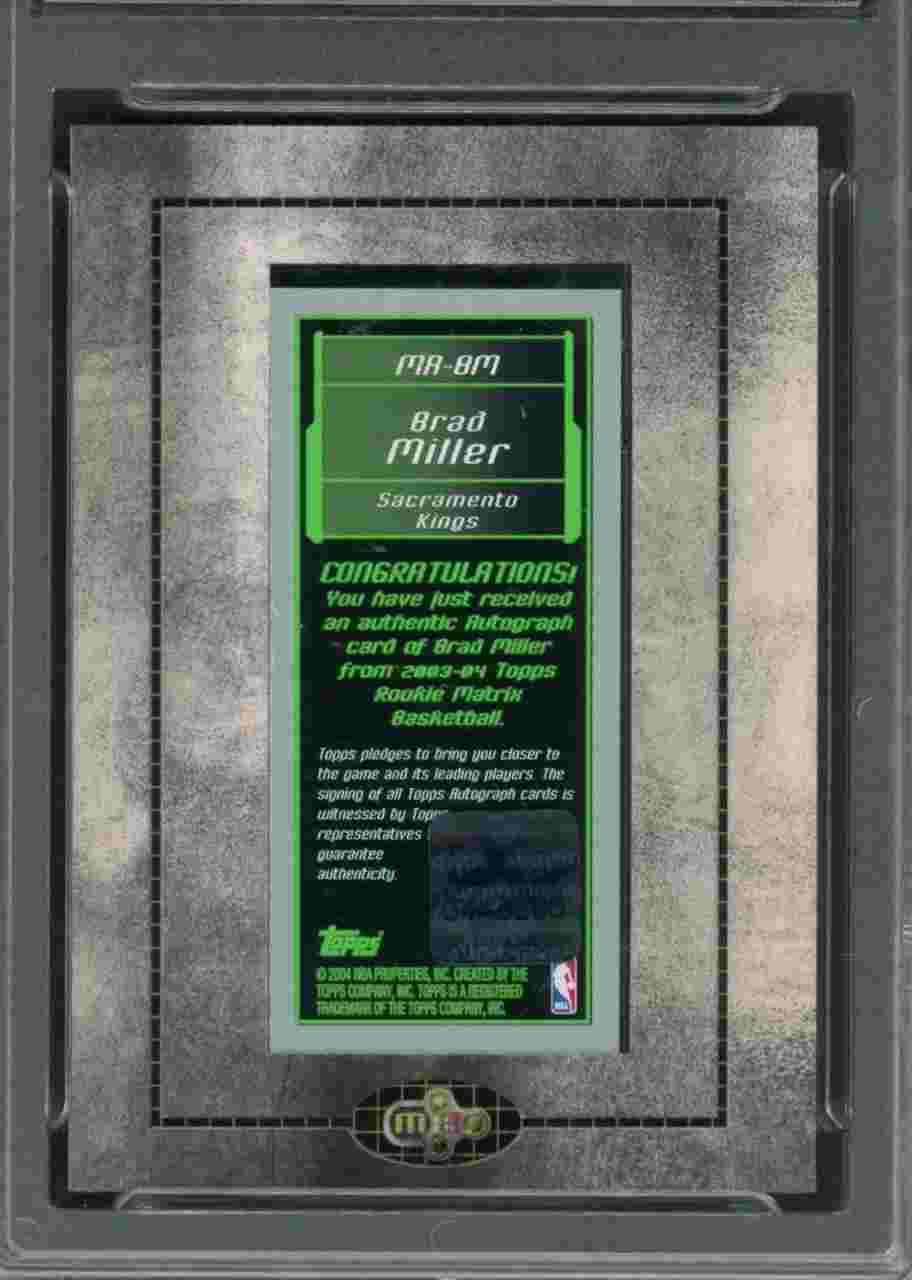 MA-BM
Brad
Miller
Sacramento
Kings
CONGRATULATIONS!
You have just received
an authentic Autograph
card of Brad Miller
from 2003-04 Topps
Rookie Matrix
Basketball.
Topps pledges to bring you closer to
the game and its leading players. The
signing of all Topps Autograph cards is
witnessed by Topps
representatives
guarantee
authenticity.
Topps
© 2004 NBA PROPERTIES, INC. CREATED BY THE
TOPPS COMPANY, INC. TOPPS IS A REGISTERED
TRADEMARK OF THE TOPPS COMPANY, INC.
NBA